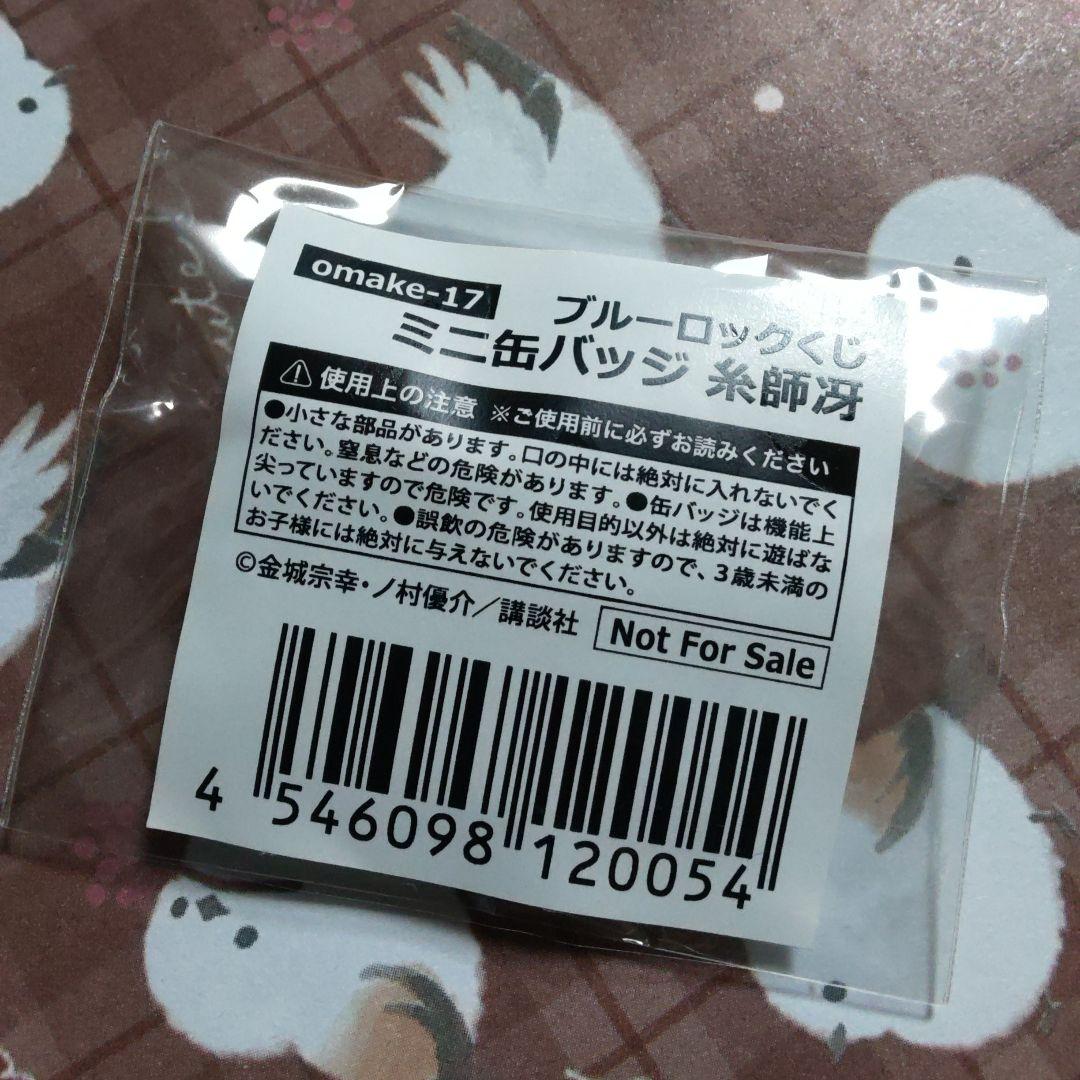 omake-17
ブルーロックくじ
ミニ缶バッジ 糸師冴
⚠ 使用上の注意 ※ご使用前に必ずお読みください
●小さな部品があります。口の中には絶対に入れないでく
ださい。窒息などの危険があります。●缶バッジは機能上
尖っていますので危険です。使用目的以外は絶対に遊ばな
いでください。●誤飲の危険がありますので、3歳未満の
お子様には絶対に与えないでください。
©金城宗幸・ノ村優介／講談社
Not For Sale
4 546098 120054